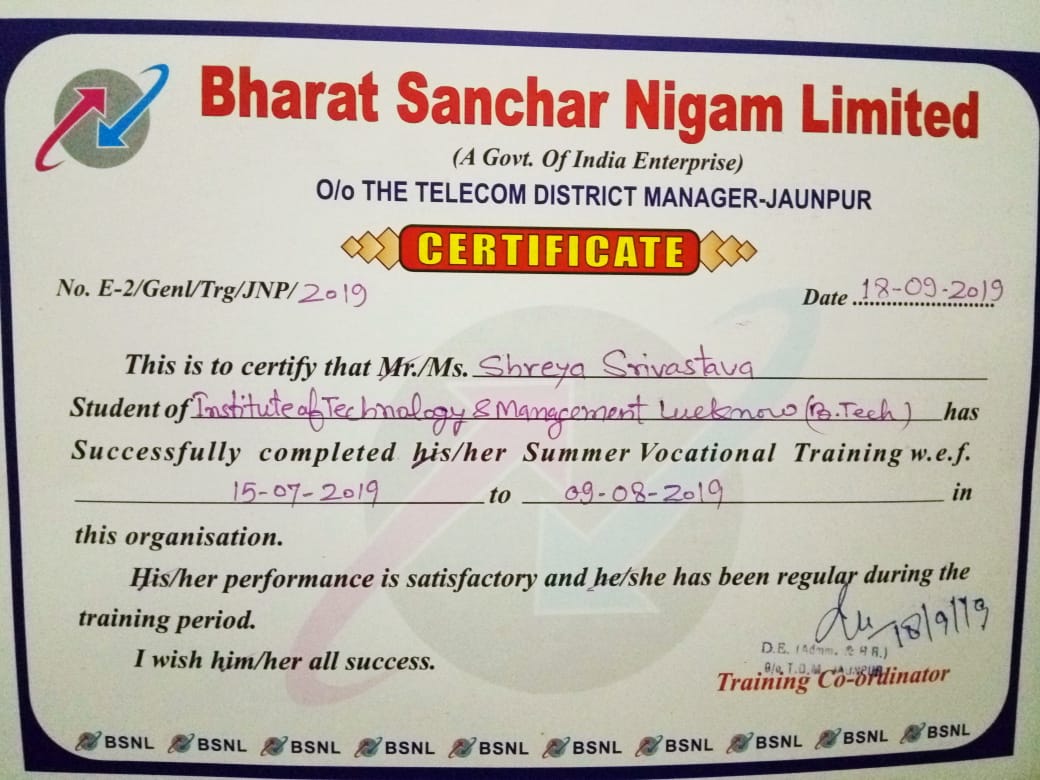 Bharat Sanchar Nigam Limited
(A Govt. Of India Enterprise)
O/o THE TELECOM DISTRICT MANAGER-JAUNPUR
CERTIFICATE
No. E-2/Genl/Trg/JNP/ 2019
Date 18-09-2019
This is to certify that Mr./Ms. Shreya Srivastava
Student of Institute of Technology & Management Lucknow (B.Tech) has
Successfully completed his/her Summer Vocational Training w.e.f.
15-07-2019 to 09-08-2019 in
this organisation.
His/her performance is satisfactory and he/she has been regular during the
training period.
I wish him/her all success.
18/9/19
D.E. (Admn. & HR.)
O/o T.D.M. JAUNPUR
Training Co-ordinator
BSNL BSNL BSNL BSNL BSNL BSNL BSNL BSNL BSNL BSNL